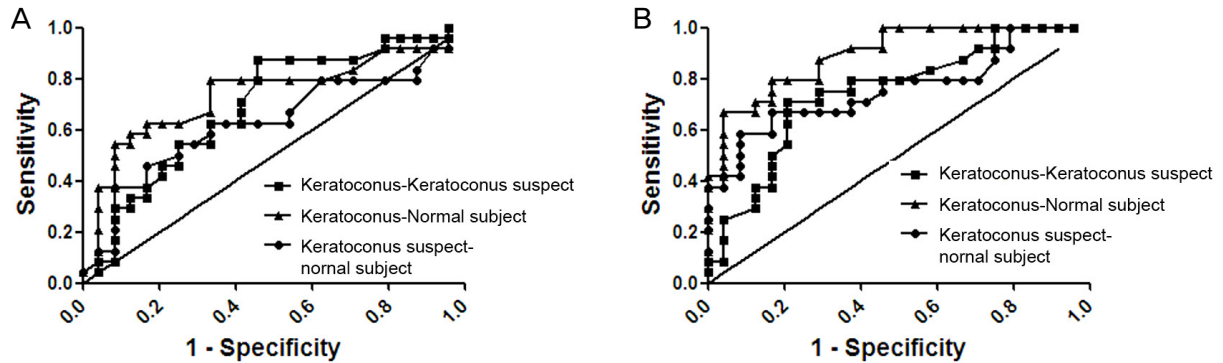 A
1.0
0.8
0.6
0.4
0.2
0.0
Sensitivity
Keratoconus-Keratoconus suspect
Keratoconus-Normal subject
Keratoconus suspect-
nornal subject
0.0
0.2
0.4
0.6
0.8
1.0
1 - Specificity
B
1.0
0.8
0.6
0.4
0.2
0.0
Sensitivity
Keratoconus-Keratoconus suspect
Keratoconus-Normal subject
Keratoconus suspect-
nornal subject
0.0
0.2
0.4
0.6
0.8
1.0
1 - Specificity